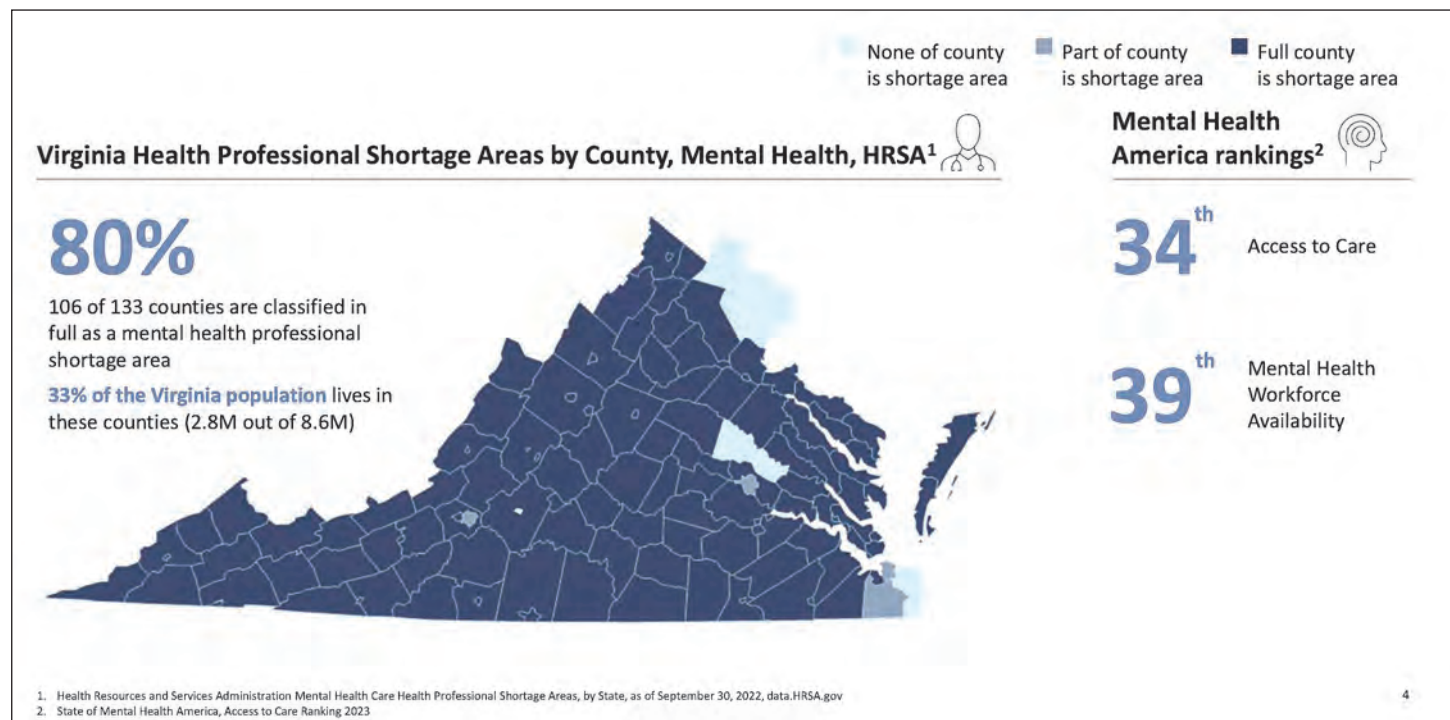 None of county
is shortage area
Part of county
is shortage area
Full county
is shortage area
Virginia Health Professional Shortage Areas by County, Mental Health, HRSA1
Mental Health
America rankings2
80%
106 of 133 counties are classified in
full as a mental health professional
shortage area
33% of the Virginia population lives in
these counties (2.8M out of 8.6M)
34th
Access to Care
39th
Mental Health
Workforce
Availability
1. Health Resources and Services Administration Mental Health Care Health Professional Shortage Areas, by State, as of September 30, 2022, data.HRSA.gov
2. State of Mental Health America, Access to Care Ranking 2023
4